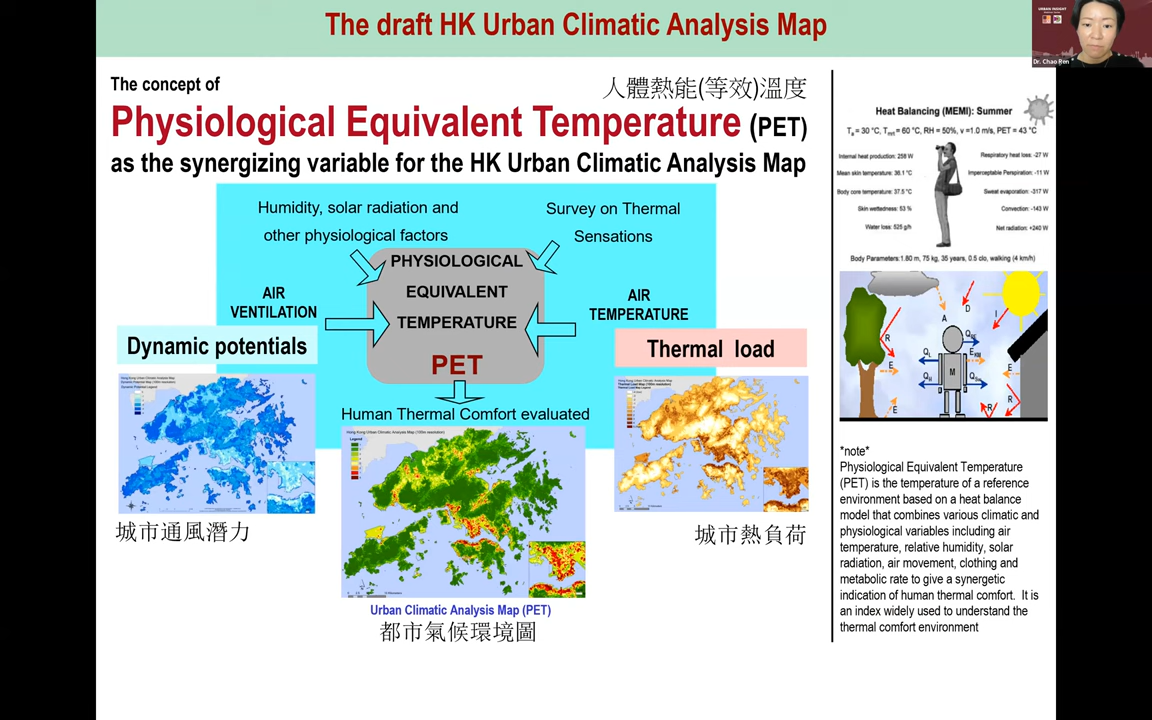 The draft HK Urban Climatic Analysis Map
URBAN INSIGHT
Dr. Chao Ren
The concept of
人體熱能(等效)溫度
Physiological Equivalent Temperature (PET)
as the synergizing variable for the HK Urban Climatic Analysis Map
Humidity, solar radiation and
other physiological factors
Survey on Thermal
Sensations
PHYSIOLOGICAL
EQUIVALENT
TEMPERATURE
PET
AIR
VENTILATION
AIR
TEMPERATURE
Dynamic potentials
Thermal load
Human Thermal Comfort evaluated
城市通風潛力
城市熱負荷
Urban Climatic Analysis Map (PET)
都市氣候環境圖
Heat Balancing (MEMI): Summer
Ta = 30 °C, Tmrt = 60 °C, RH = 50%, v =1.0 m/s, PET = 43 °C
Internal heat production: 258 W
Mean skin temperature: 36.1 °C
Body core temperature: 37.5 °C
Skin wettedness: 53 %
Water loss: 525 g/h
Respiratory heat loss: -27 W
Imperceptable Perspiration: -11 W
Sweat evaporation: -317 W
Convection: -143 W
Net radiation: +240 W
Body Parameters:1.80 m, 75 kg, 35 years, 0.5 clo, walking (4 km/h)
A
D
I
R
E
M
E
R
E
R
*note*
Physiological Equivalent Temperature
(PET) is the temperature of a reference
environment based on a heat balance
model that combines various climatic and
physiological variables including air
temperature, relative humidity, solar
radiation, air movement, clothing and
metabolic rate to give a synergetic
indication of human thermal comfort. It is
an index widely used to understand the
thermal comfort environment